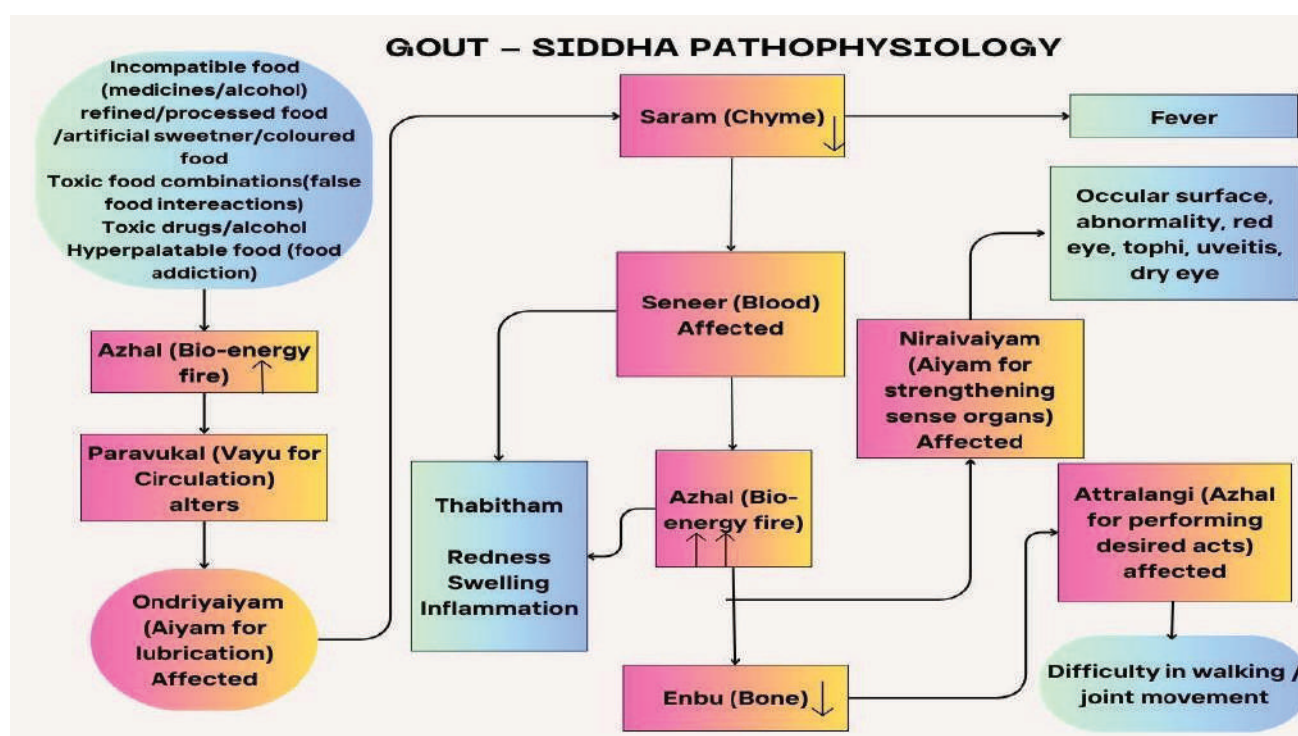 GOUT – SIDDHA PATHOPHYSIOLOGY
Incompatible food
(medicines/alcohol)
refined/processed food
/artificial sweetner/coloured
food
Toxic food combinations(false
food intereactions)
Toxic drugs/alcohol
Hyperpalatable food (food
addiction)
Azhal (Bio-energy
fire) ↑
Paravukal (Vayu for
Circulation)
alters
Ondriyaiyam
(Aiyam for
lubrication)
Affected
Saram (Chyme) ↓
Fever
Seneer (Blood)
Affected
Thabitham
Redness
Swelling
Inflammation
Azhal (Bio-
energy fire)
↑ ↑
Enbu (Bone) ↓
Niraivaiyam
(Aiyam for
strengthening
sense organs)
Affected
Occular surface,
abnormality, red
eye, tophi, uveitis,
dry eye
Attralangi (Azhal
for performing
desired acts)
affected
Difficulty in walking /
joint movement